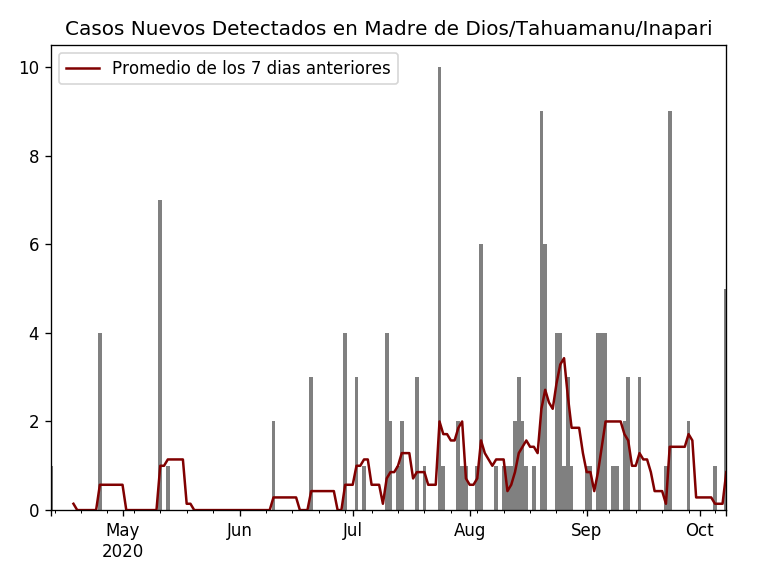 Casos Nuevos Detectados en Madre de Dios/Tahuamanu/Inapari
Promedio de los 7 dias anteriores
10
8
6
4
2
0
May Jun Jul Aug Sep Oct
2020